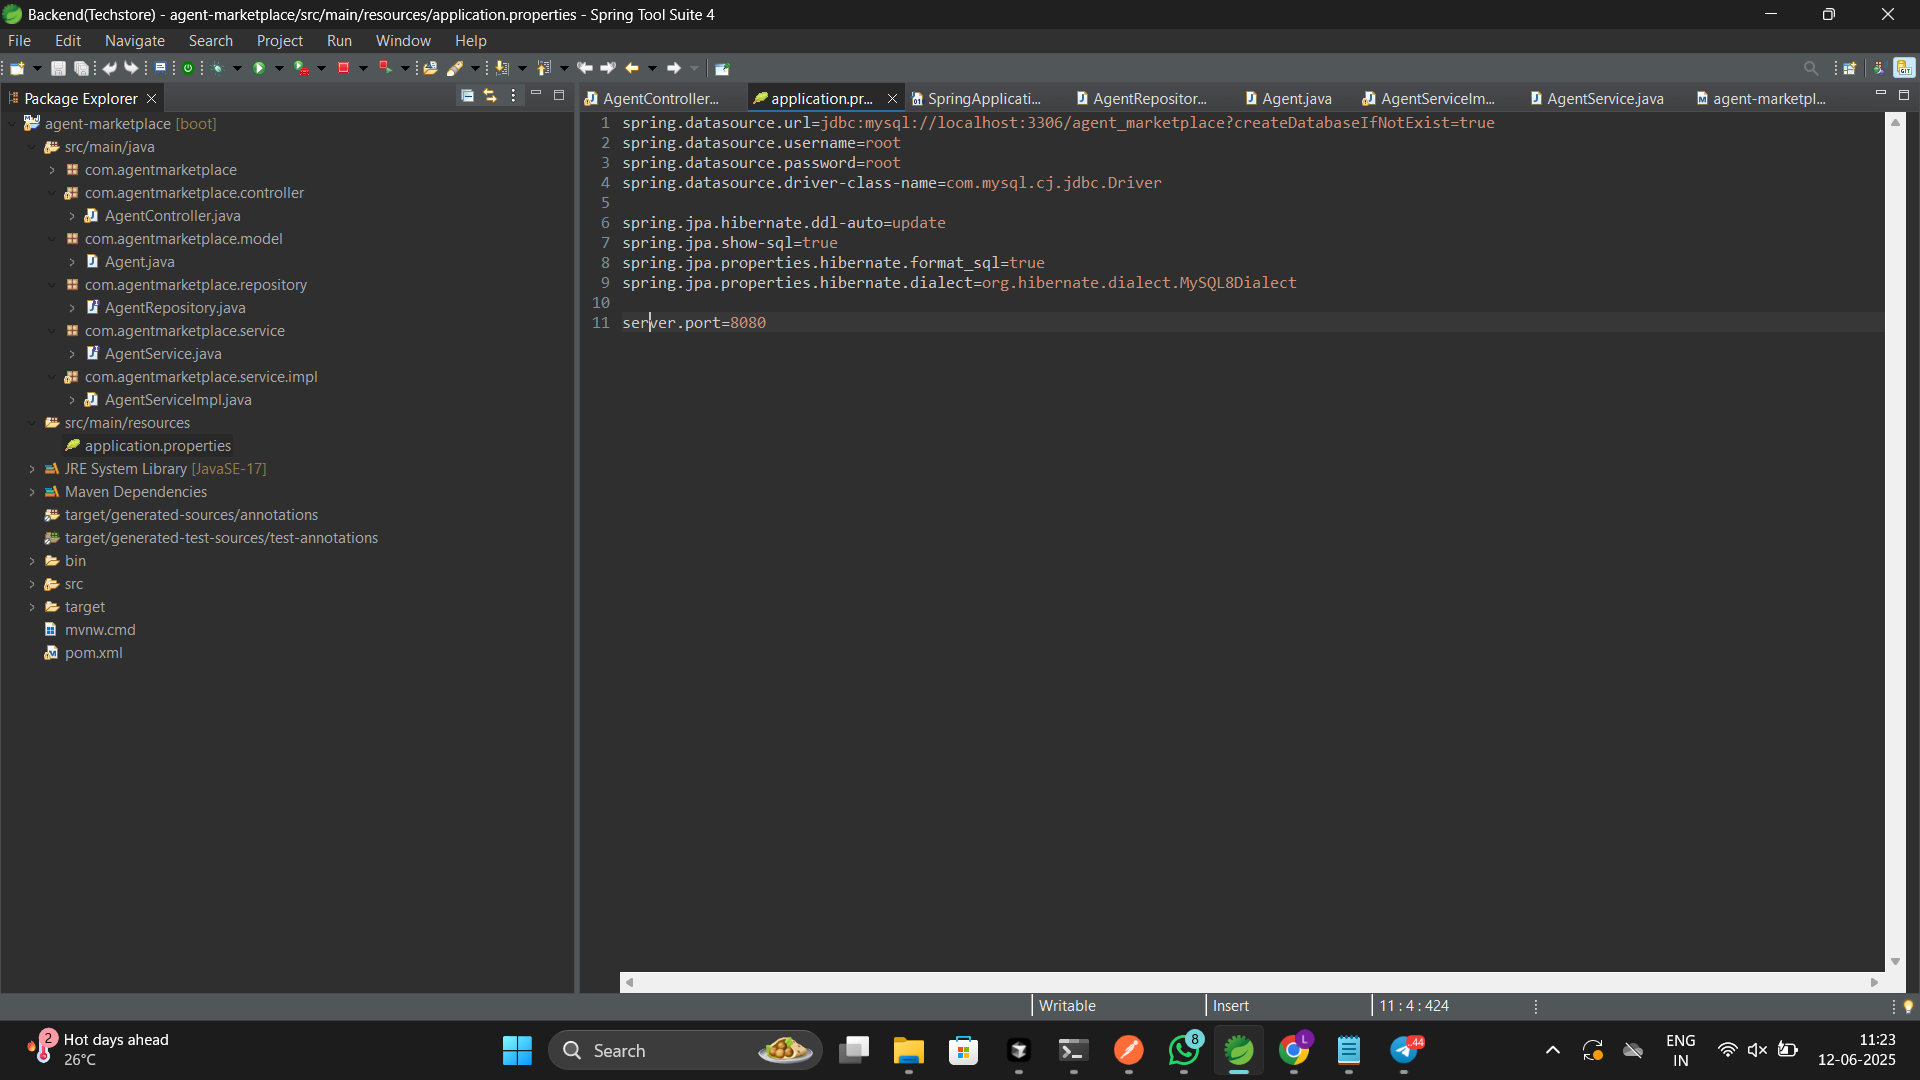 Backend(Techstore) - agent-marketplace/src/main/resources/application.properties - Spring Tool Suite 4
File Edit Navigate Search Project Run Window Help
Package Explorer
agent-marketplace [boot]
src/main/java
com.agentmarketplace
com.agentmarketplace.controller
AgentController.java
com.agentmarketplace.model
Agent.java
com.agentmarketplace.repository
AgentRepository.java
com.agentmarketplace.service
AgentService.java
com.agentmarketplace.service.impl
AgentServiceImpl.java
src/main/resources
application.properties
JRE System Library [JavaSE-17]
Maven Dependencies
target/generated-sources/annotations
target/generated-test-sources/test-annotations
bin
src
target
mvnw.cmd
pom.xml
AgentController... application.pr... SpringApplicati... AgentRepositor... Agent.java AgentServiceIm... AgentService.java agent-marketpl...
1 spring.datasource.url=jdbc:mysql://localhost:3306/agent_marketplace?createDatabaseIfNotExist=true
2 spring.datasource.username=root
3 spring.datasource.password=root
4 spring.datasource.driver-class-name=com.mysql.cj.jdbc.Driver
5
6 spring.jpa.hibernate.ddl-auto=update
7 spring.jpa.show-sql=true
8 spring.jpa.properties.hibernate.format_sql=true
9 spring.jpa.properties.hibernate.dialect=org.hibernate.dialect.MySQL8Dialect
10
11 server.port=8080
Writable Insert 11 : 4 : 424
2 Hot days ahead
26°C
Search
8
L
.44
ENG
IN
11:23
12-06-2025